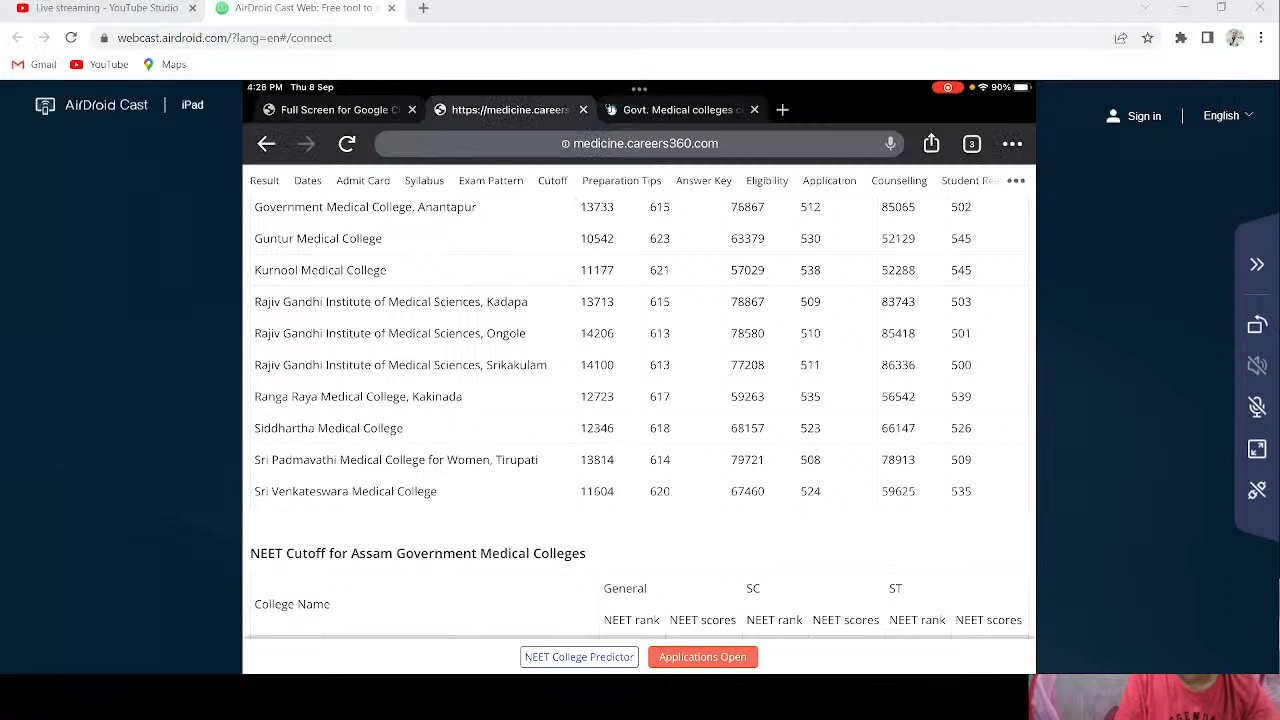 Live streaming - YouTube Studio
AirDroid Cast Web: Free tool to
webcast.airdroid.com/?lang=en#/connect
Gmail YouTube Maps
AirDroid Cast | iPad
Sign in English
4:26 PM Thu 8 Sep
90%
Full Screen for Google C https://medicine.careers Govt. Medical colleges c
medicine.careers360.com
3
Result Dates Admit Card Syllabus Exam Pattern Cutoff Preparation Tips Answer Key Eligibility Application Counselling Student Re
Government Medical College, Anantapur 13733 615 76867 512 85065 502
Guntur Medical College 10542 623 63379 530 52129 545
Kurnool Medical College 11177 621 57029 538 52288 545
Rajiv Gandhi Institute of Medical Sciences, Kadapa 13713 615 78867 509 83743 503
Rajiv Gandhi Institute of Medical Sciences, Ongole 14206 613 78580 510 85418 501
Rajiv Gandhi Institute of Medical Sciences, Srikakulam 14100 613 77208 511 86336 500
Ranga Raya Medical College, Kakinada 12723 617 59263 535 56542 539
Siddhartha Medical College 12346 618 68157 523 66147 526
Sri Padmavathi Medical College for Women, Tirupati 13814 614 79721 508 78913 509
Sri Venkateswara Medical College 11604 620 67460 524 59625 535
NEET Cutoff for Assam Government Medical Colleges
General SC ST
College Name
NEET rank NEET scores NEET rank NEET scores NEET rank NEET scores
NEET College Predictor Applications Open